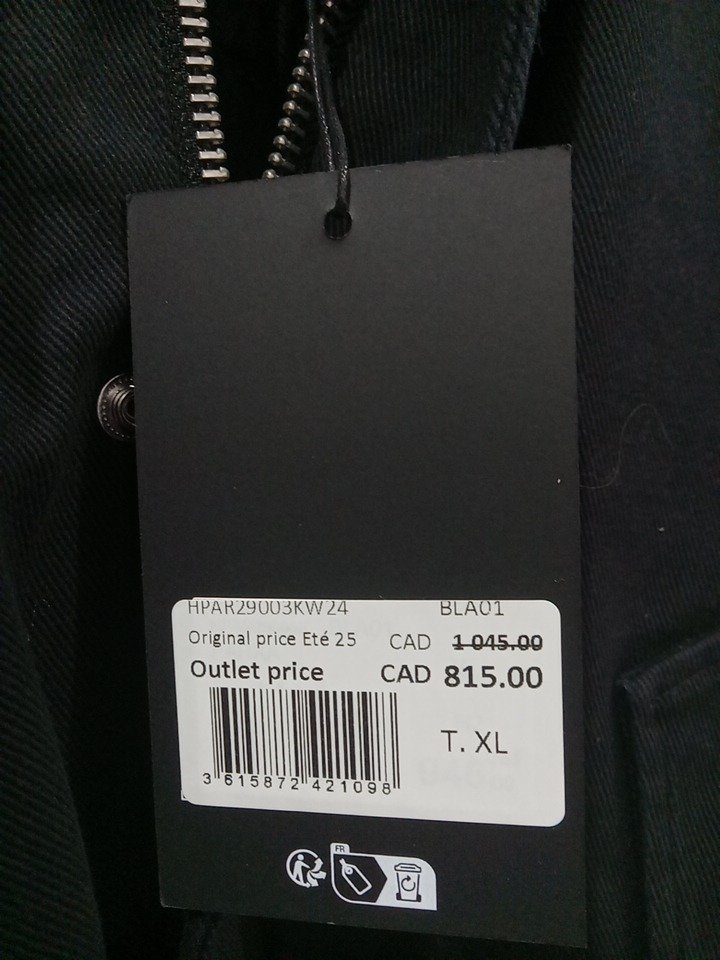 HPAR29003KW24 BLA01
Original price Eté 25 CAD 1 045.00
Outlet price CAD 815.00
T. XL
3 615872 421098
FR